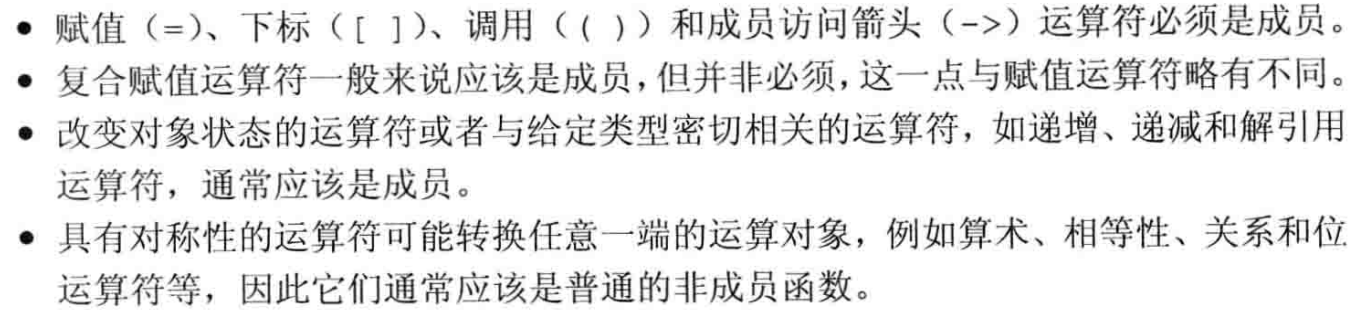 • 赋值（=）、下标（[ ]）、调用（( )）和成员访问箭头（->）运算符必须是成员。
• 复合赋值运算符一般来说应该是成员，但并非必须，这一点与赋值运算符略有不同。
• 改变对象状态的运算符或者与给定类型密切相关的运算符，如递增、递减和解引用
运算符，通常应该是成员。
• 具有对称性的运算符可能转换任意一端的运算对象，例如算术、相等性、关系和位
运算符等，因此它们通常应该是普通的非成员函数。